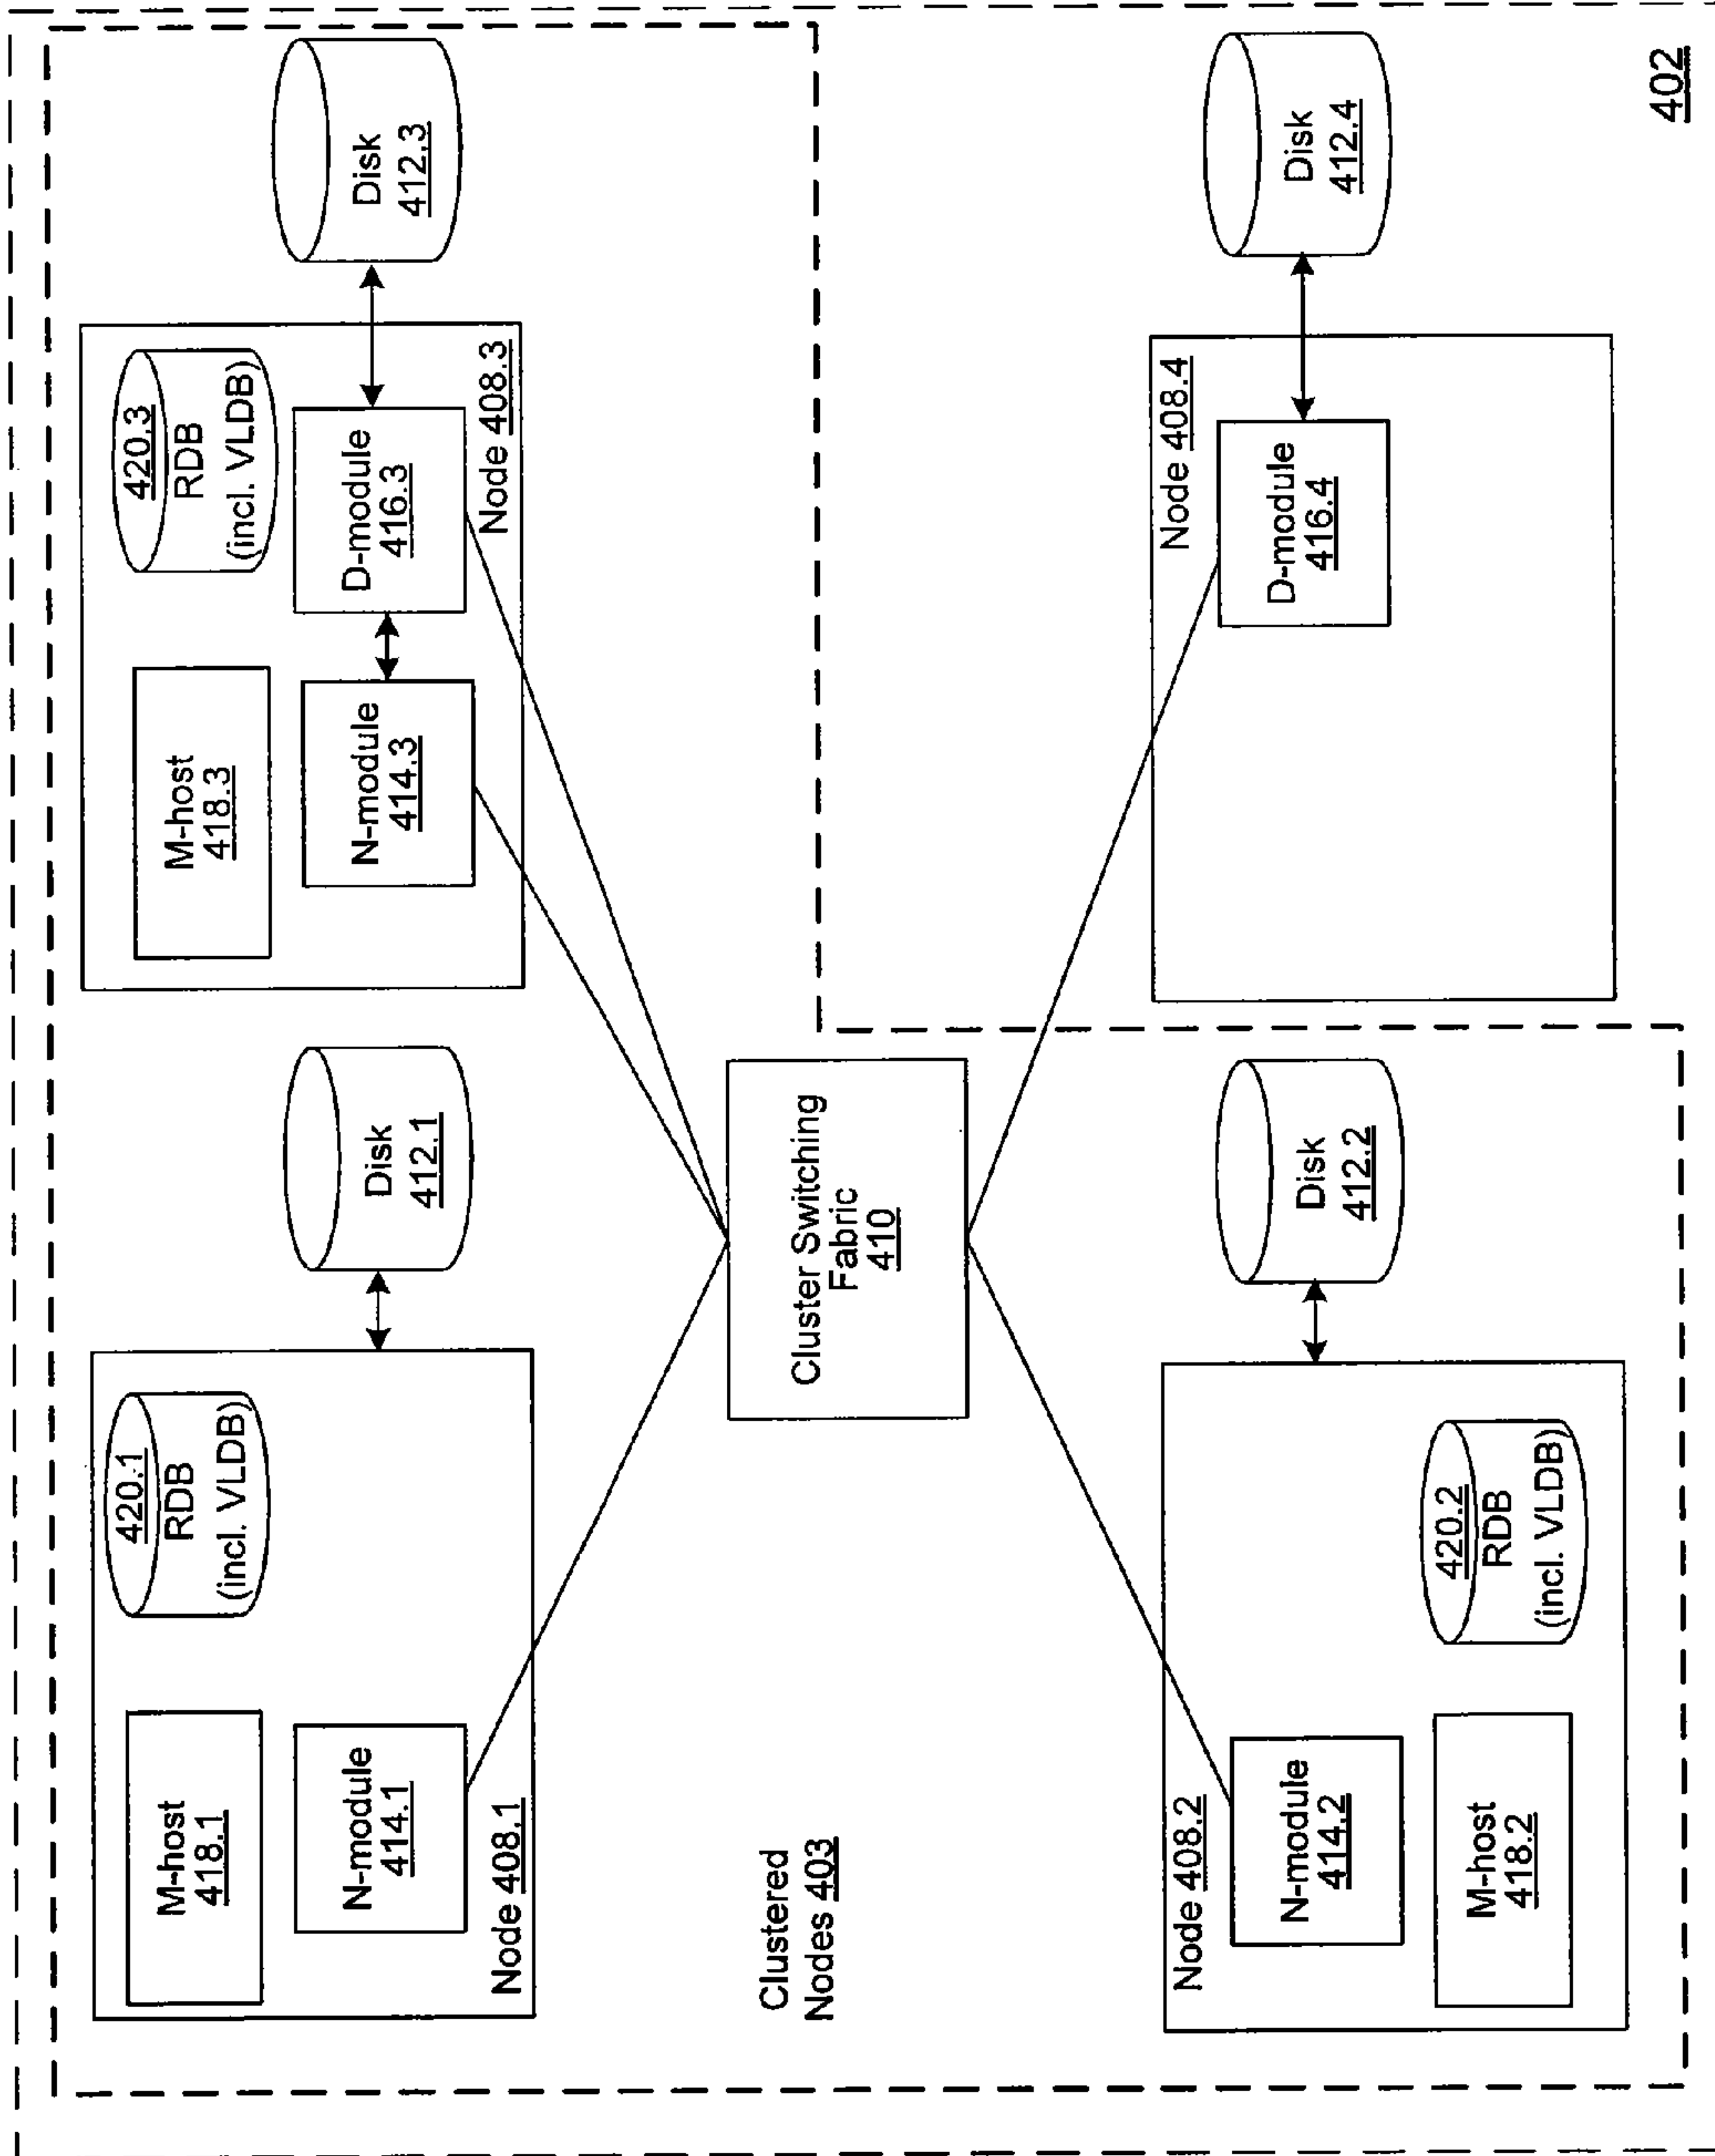 M-host
418.1
420.1
RDB
(incl. VLDB)
N-module
414.1
Node 408.1
Disk
412.1
M-host
418.3
420.3
RDB
(incl. VLDB)
N-module
414.3
D-module
416.3
Node 408.3
Disk
412.3
Clustered
Nodes 403
Cluster Switching
Fabric
410
Node 408.2
N-module
414.2
M-host
418.2
420.2
RDB
(incl. VLDB)
Disk
412.2
Node 408.4
D-module
416.4
Disk
412.4
402